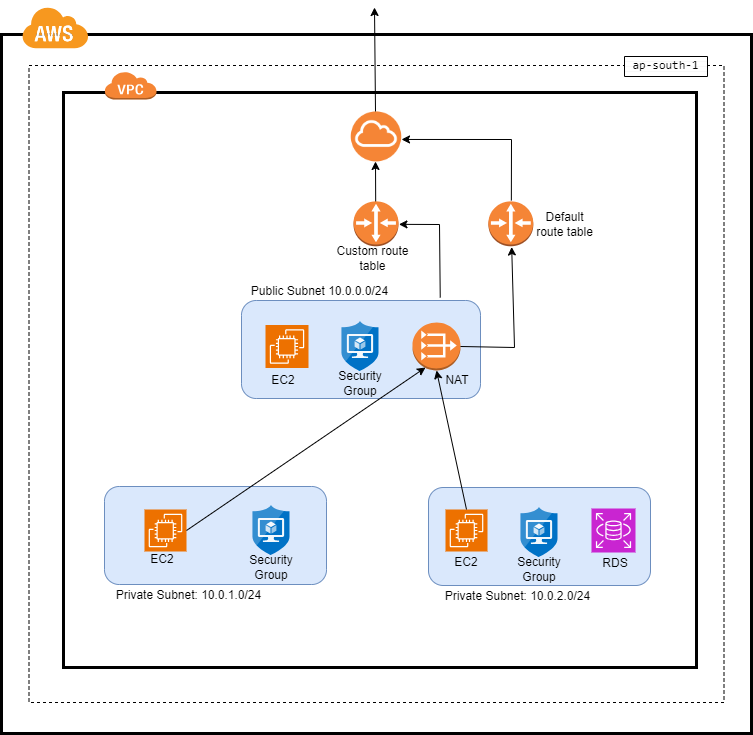 AWS
ap-south-1
VPC
Default
route table
Custom route
table
Public Subnet 10.0.0.0/24
EC2
Security
Group
NAT
EC2
Security
Group
Private Subnet: 10.0.1.0/24
EC2
Security
Group
RDS
Private Subnet: 10.0.2.0/24